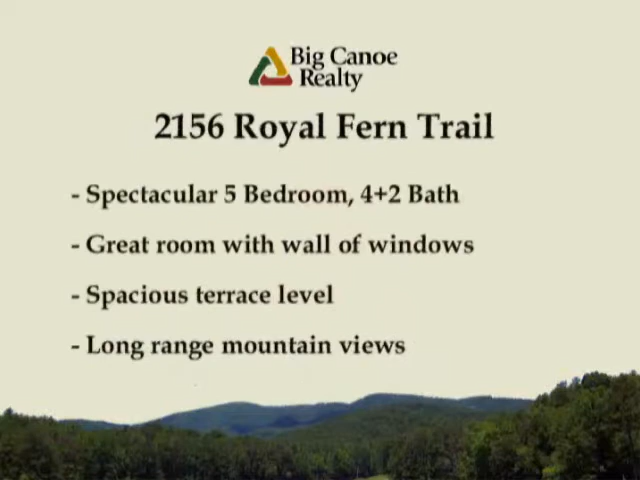 Big Canoe
Realty
2156 Royal Fern Trail
- Spectacular 5 Bedroom, 4+2 Bath
- Great room with wall of windows
- Spacious terrace level
- Long range mountain views